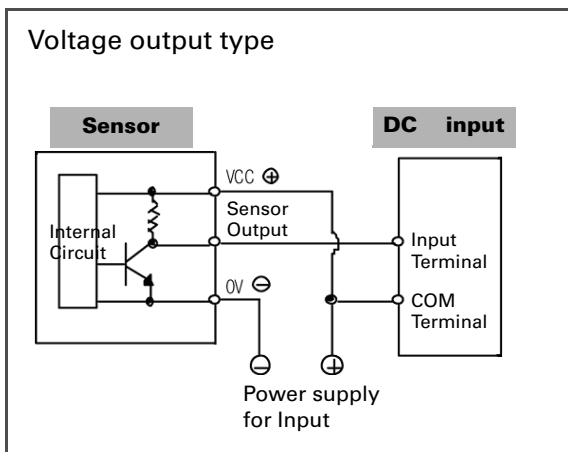 Voltage output type
Sensor
DC input
VCC ⊕
Sensor
Output
Internal
Circuit
Input
Terminal
0V ⊖
COM
Terminal
⊖
⊕
Power supply
for Input